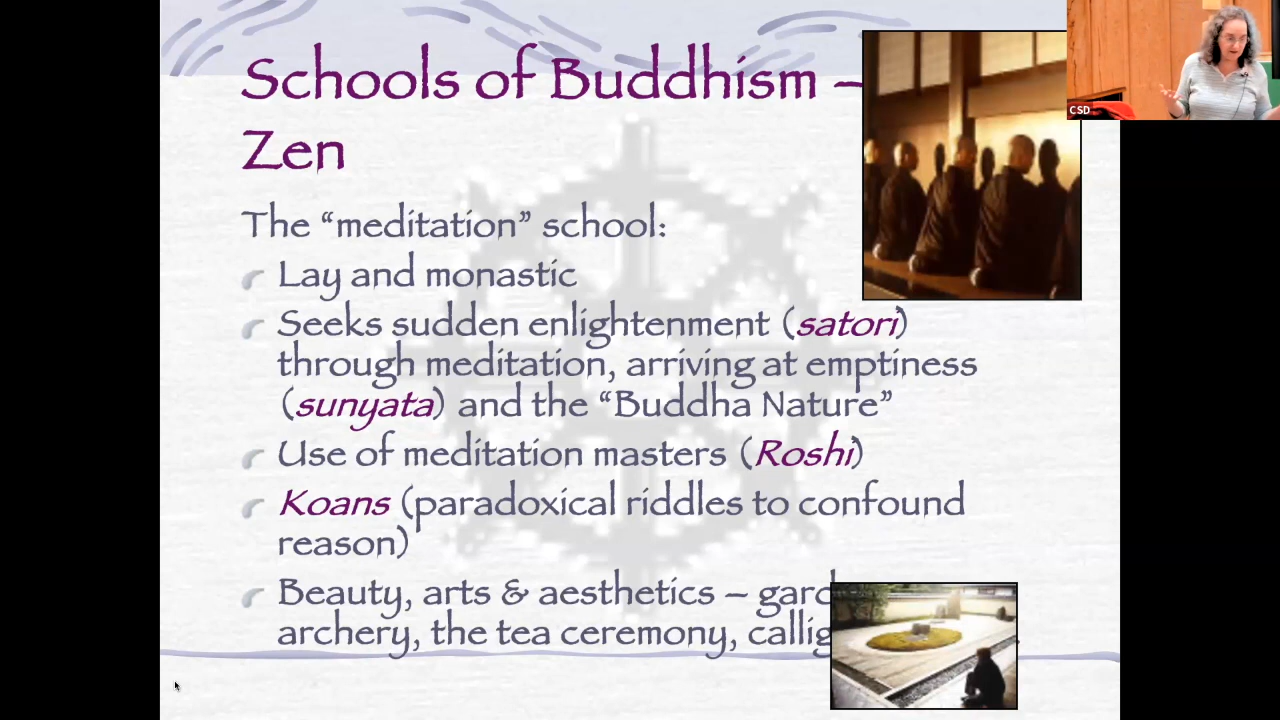 Schools of Buddhism –
Zen
The “meditation” school:
Lay and monastic
Seeks sudden enlightenment (satori)
through meditation, arriving at emptiness
(sunyata) and the “Buddha Nature”
Use of meditation masters (Roshi)
Koans (paradoxical riddles to confound
reason)
Beauty, arts & aesthetics –
archery, the tea ceremony,
CSD